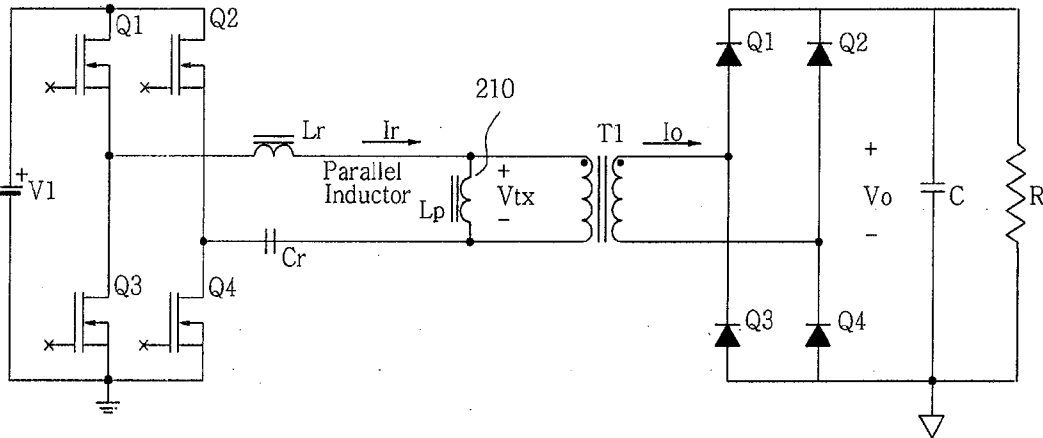 Q1
Q2
Q1
Q2
210
Lr
Ir
T1
Io
V1
+
Parallel
Inductor
Lp
+
Vtx
-
+
Vo
-
C
R
Cr
Q3
Q4
Q3
Q4